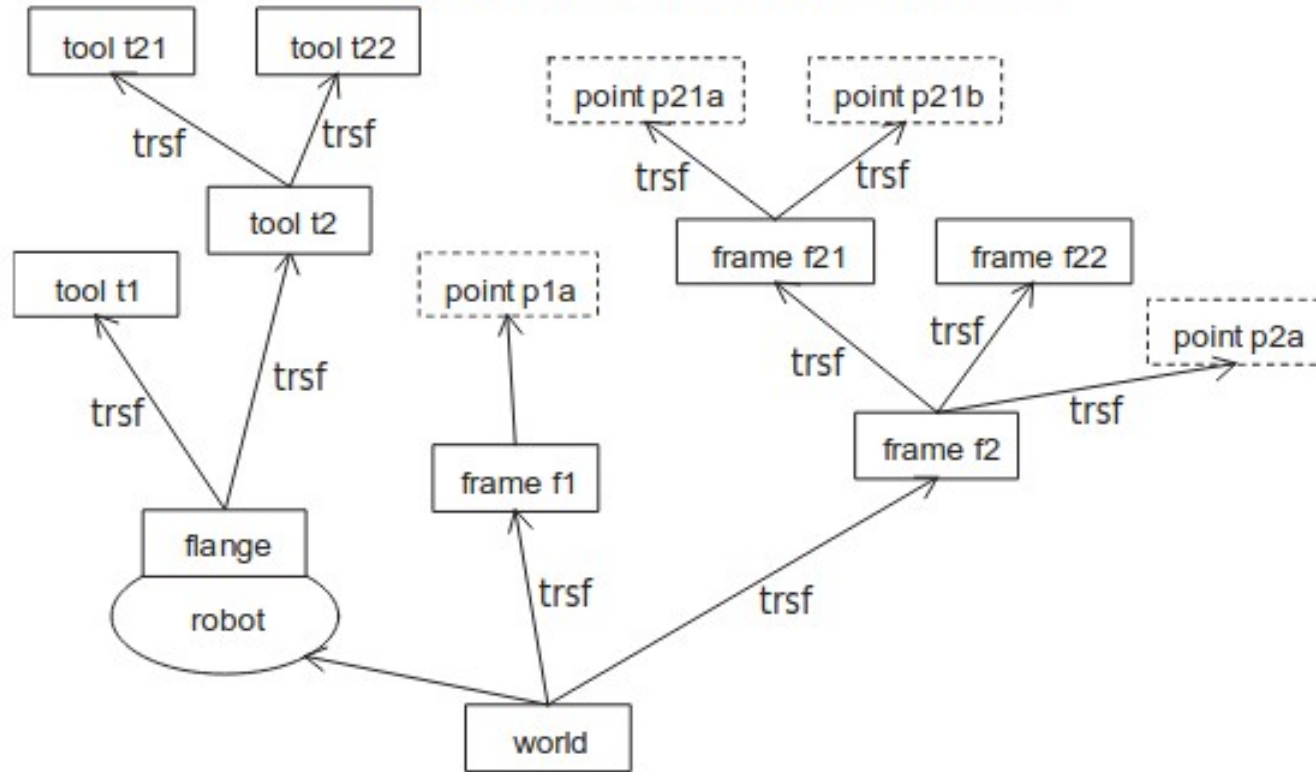 tool t21
tool t22
point p21a
point p21b
trsf
trsf
trsf
trsf
tool t2
frame f21
frame f22
tool t1
point p1a
point p2a
trsf
trsf
trsf
trsf
trsf
frame f2
frame f1
flange
trsf
trsf
robot
world